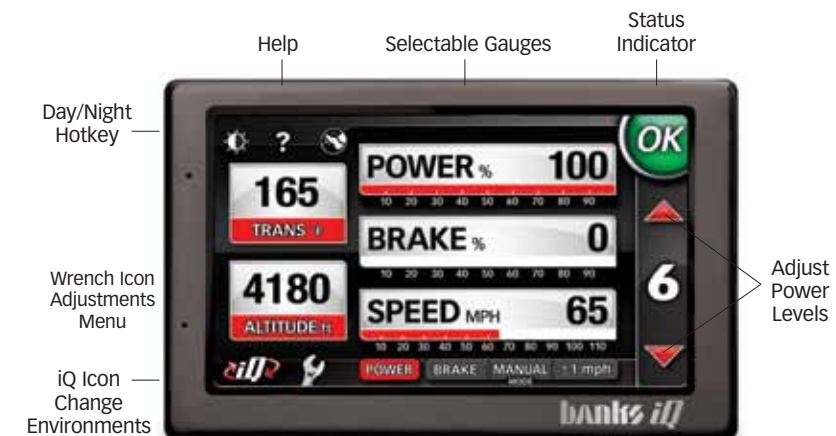 Status
Indicator
Help
Selectable Gauges
Day/Night
Hotkey
OK
?
POWER % 100
10 20 30 40 50 60 70 80 90
165
TRANS °F
BRAKE % 0
10 20 30 40 50 60 70 80 90
4180
ALTITUDE ft
SPEED MPH 65
10 20 30 40 50 60 70 80 90 100 110
6
Adjust
Power
Levels
Wrench Icon
Adjustments
Menu
iQ
POWER BRAKE MANUAL MODE 1 mph
iQ Icon
Change
Environments
banks iQ